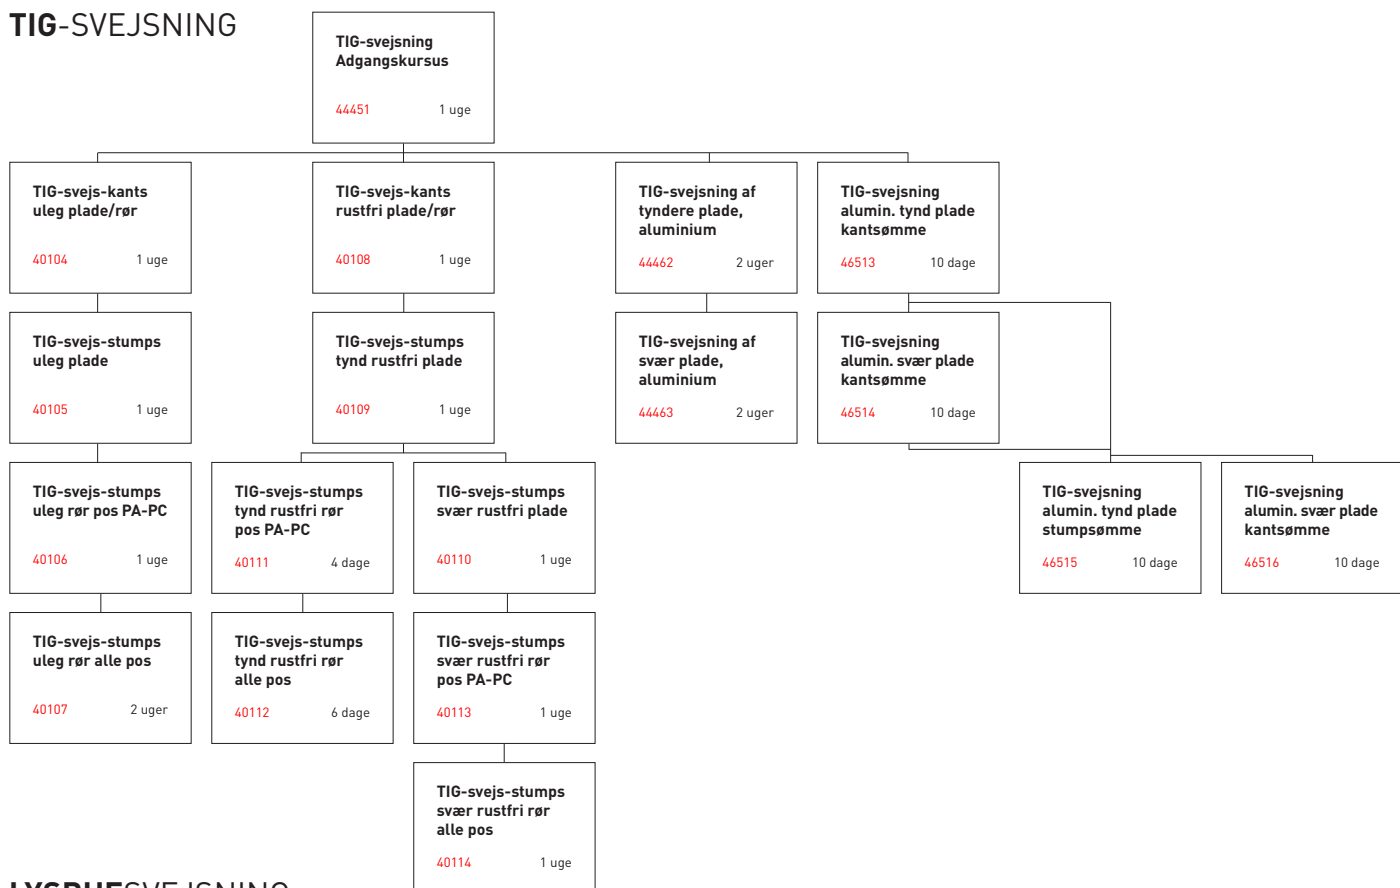 TIG-SVEJSNING
TIG-svejsning
Adgangskursus
44451 1 uge
TIG-svejs-kants
uleg plade/rør
40104 1 uge
TIG-svejs-kants
rustfri plade/rør
40108 1 uge
TIG-svejsning af
tyndere plade,
aluminium
44462 2 uger
TIG-svejsning
alumin. tynd plade
kantsømme
46513 10 dage
TIG-svejs-stumps
uleg plade
40105 1 uge
TIG-svejs-stumps
tynd rustfri plade
40109 1 uge
TIG-svejsning af
svær plade,
aluminium
44463 2 uger
TIG-svejsning
alumin. svær plade
kantsømme
46514 10 dage
TIG-svejs-stumps
uleg rør pos PA-PC
40106 1 uge
TIG-svejs-stumps
tynd rustfri rør
pos PA-PC
40111 4 dage
TIG-svejs-stumps
svær rustfri plade
40110 1 uge
TIG-svejsning
alumin. tynd plade
stumpsømme
46515 10 dage
TIG-svejsning
alumin. svær plade
kantsømme
46516 10 dage
TIG-svejs-stumps
uleg rør alle pos
40107 2 uger
TIG-svejs-stumps
tynd rustfri rør
alle pos
40112 6 dage
TIG-svejs-stumps
svær rustfri rør
pos PA-PC
40113 1 uge
TIG-svejs-stumps
svær rustfri rør
alle pos
40114 1 uge
LYSBUESVEJSNING